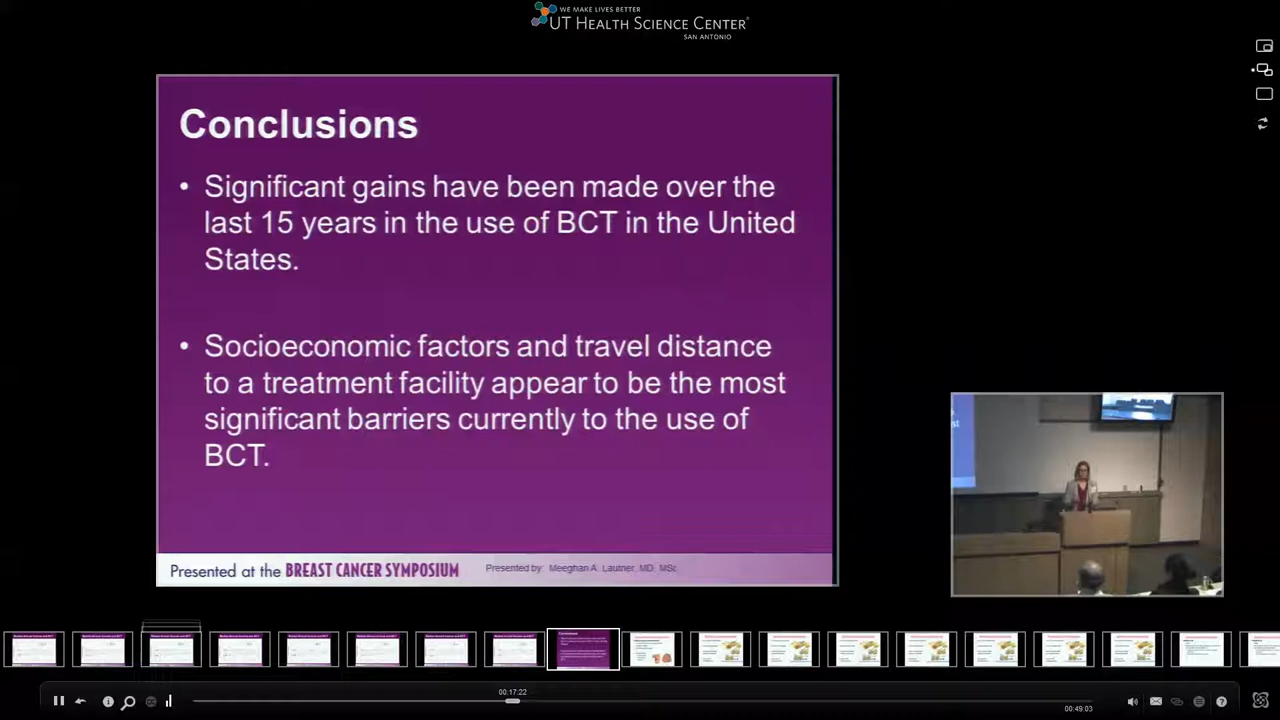 WE MAKE LIVES BETTER
UT HEALTH SCIENCE CENTER®
SAN ANTONIO
Conclusions
• Significant gains have been made over the
last 15 years in the use of BCT in the United
States.
• Socioeconomic factors and travel distance
to a treatment facility appear to be the most
significant barriers currently to the use of
BCT.
Presented at the BREAST CANCER SYMPOSIUM
Presented by: Meeghan A. Lautner, MD, MSc
Conclusions
00:17:22
00:49:03